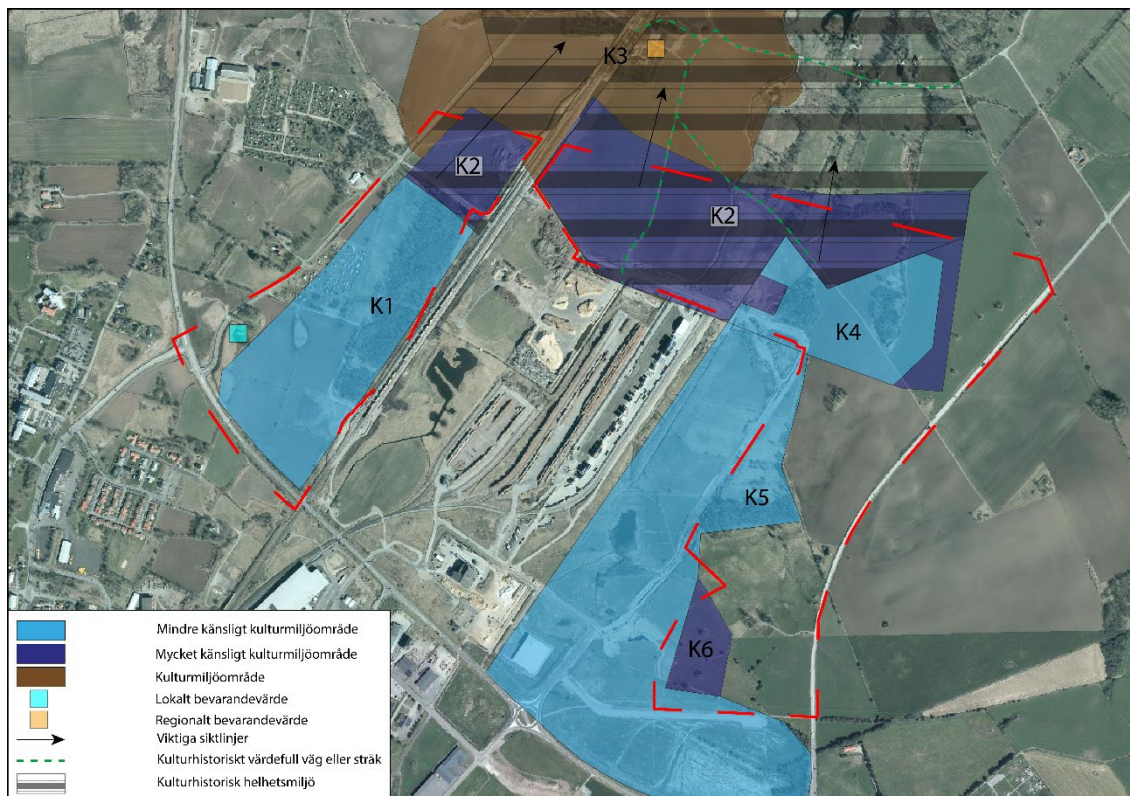 K3
K2
K2
K1
K4
K5
K6
Mindre känsligt kulturmiljöområde
Mycket känsligt kulturmiljöområde
Kulturmiljöområde
Lokalt bevarandevärde
Regionalt bevarandevärde
Viktiga siktlinjer
Kulturhistoriskt värdefull väg eller stråk
Kulturhistorisk helhetsmiljö